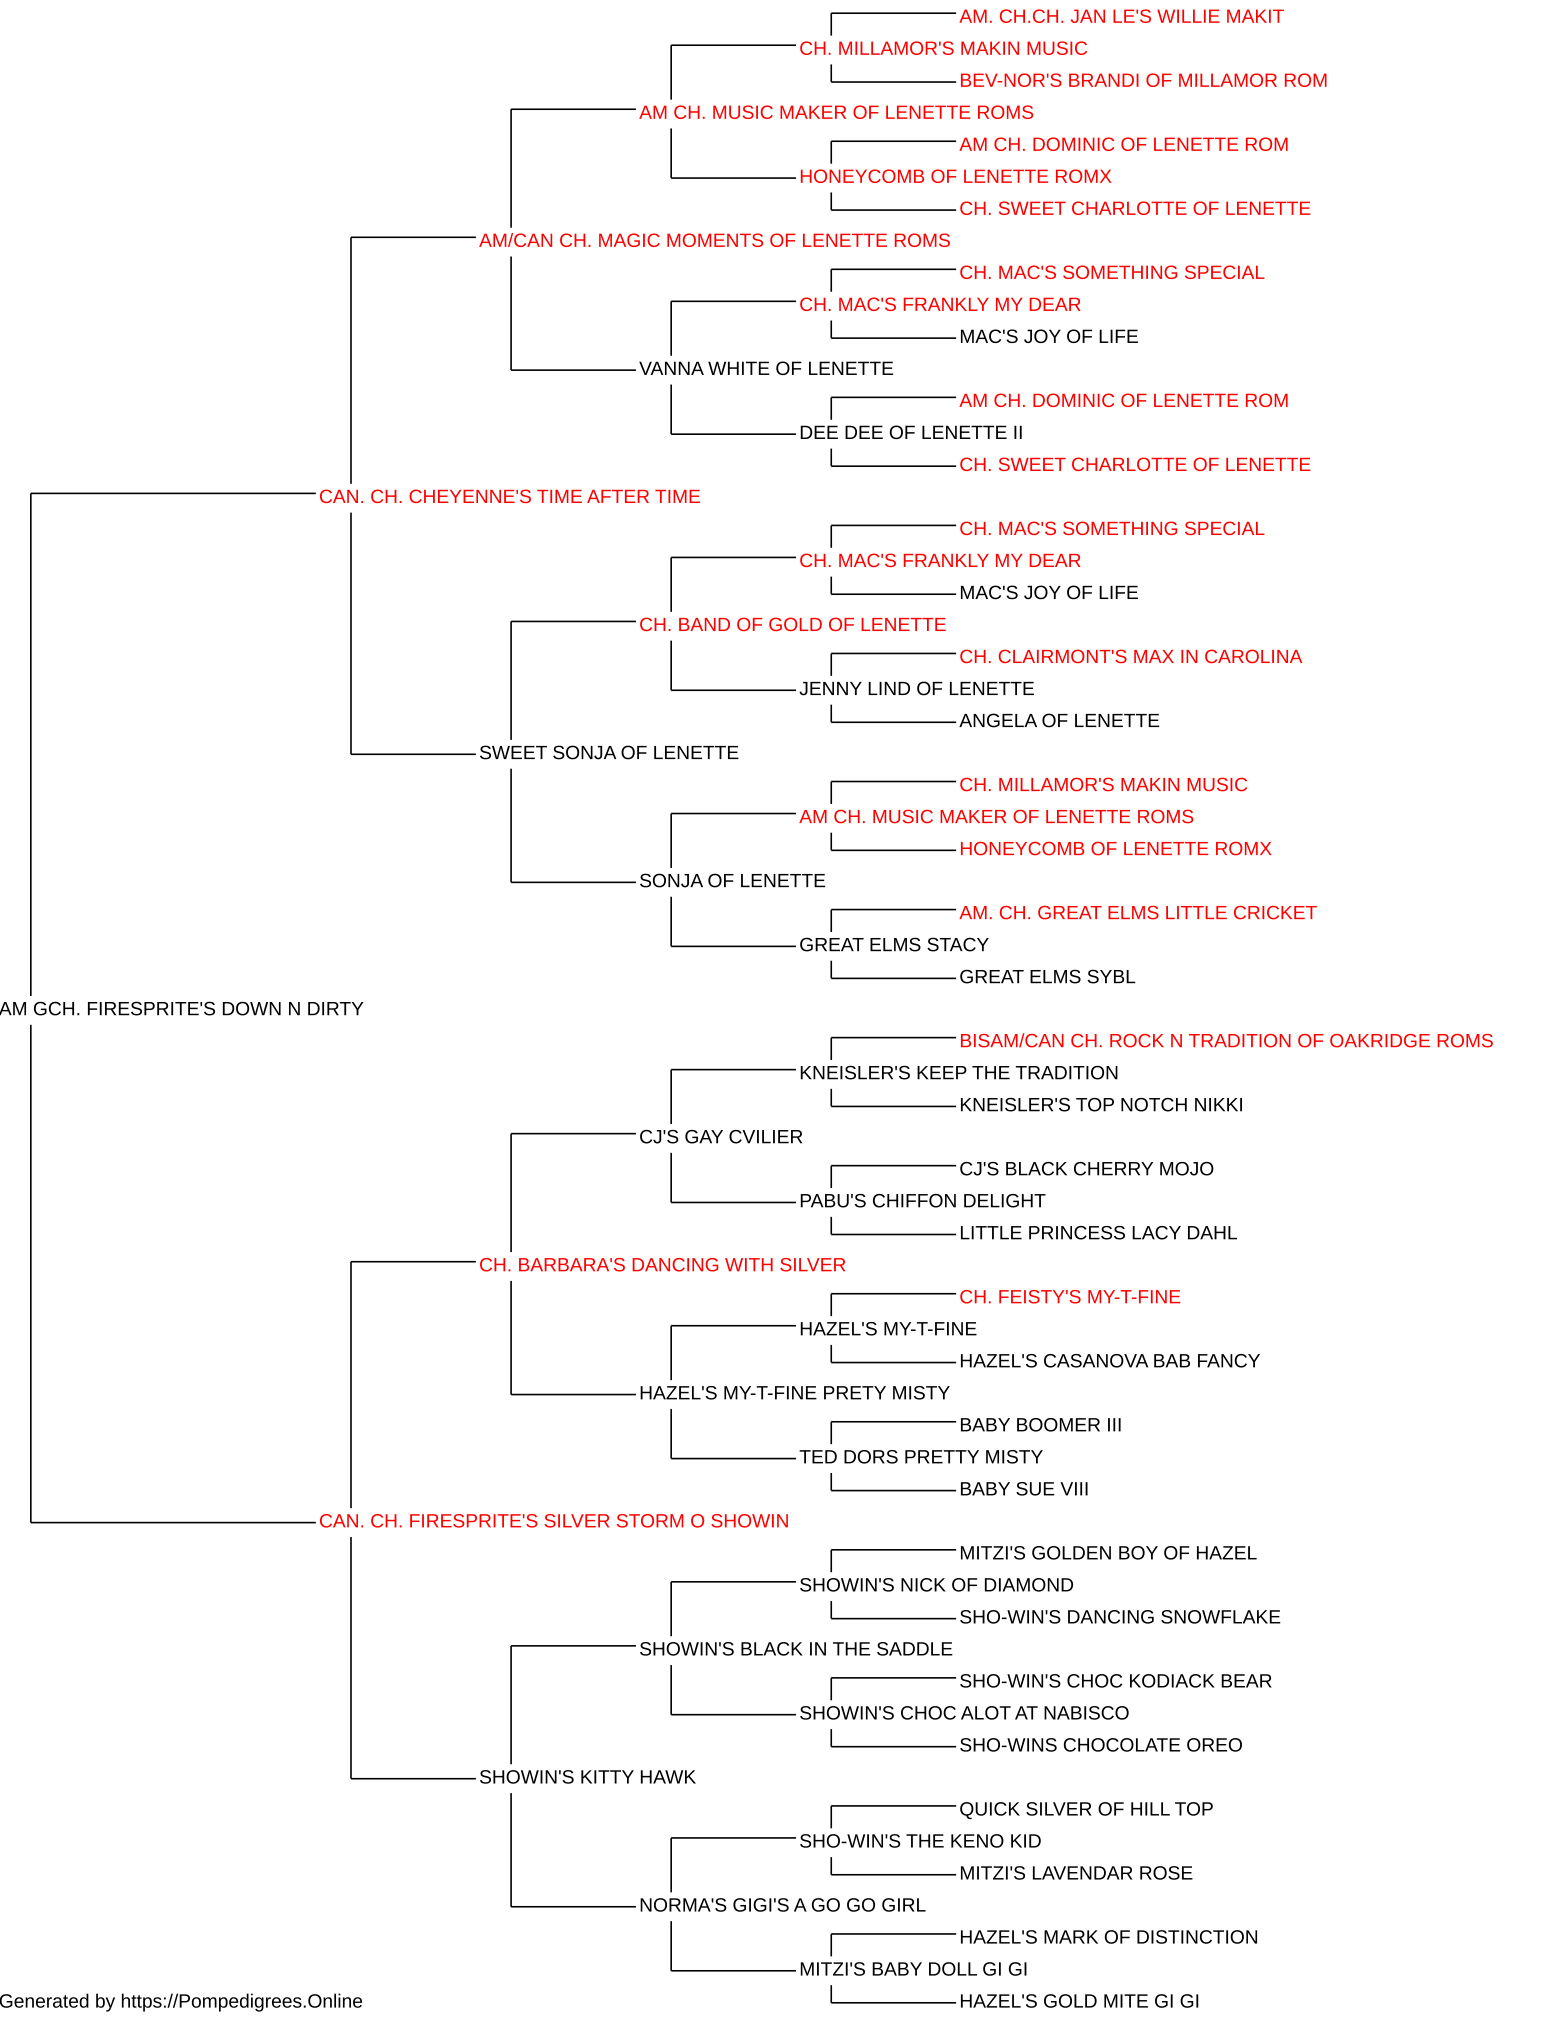 AM. CH.CH. JAN LE'S WILLIE MAKIT
CH. MILLAMOR'S MAKIN MUSIC
BEV-NOR'S BRANDI OF MILLAMOR ROM
AM CH. MUSIC MAKER OF LENETTE ROMS
AM CH. DOMINIC OF LENETTE ROM
HONEYCOMB OF LENETTE ROMX
CH. SWEET CHARLOTTE OF LENETTE
AM/CAN CH. MAGIC MOMENTS OF LENETTE ROMS
CH. MAC'S SOMETHING SPECIAL
CH. MAC'S FRANKLY MY DEAR
MAC'S JOY OF LIFE
VANNA WHITE OF LENETTE
AM CH. DOMINIC OF LENETTE ROM
DEE DEE OF LENETTE II
CH. SWEET CHARLOTTE OF LENETTE
CAN. CH. CHEYENNE'S TIME AFTER TIME
CH. MAC'S SOMETHING SPECIAL
CH. MAC'S FRANKLY MY DEAR
MAC'S JOY OF LIFE
CH. BAND OF GOLD OF LENETTE
CH. CLAIRMONT'S MAX IN CAROLINA
JENNY LIND OF LENETTE
ANGELA OF LENETTE
SWEET SONJA OF LENETTE
CH. MILLAMOR'S MAKIN MUSIC
AM CH. MUSIC MAKER OF LENETTE ROMS
HONEYCOMB OF LENETTE ROMX
SONJA OF LENETTE
AM. CH. GREAT ELMS LITTLE CRICKET
GREAT ELMS STACY
GREAT ELMS SYBL
AM GCH. FIRESPRITE'S DOWN N DIRTY
BISAM/CAN CH. ROCK N TRADITION OF OAKRIDGE ROMS
KNEISLER'S KEEP THE TRADITION
KNEISLER'S TOP NOTCH NIKKI
CJ'S GAY CVILIER
CJ'S BLACK CHERRY MOJO
PABU'S CHIFFON DELIGHT
LITTLE PRINCESS LACY DAHL
CH. BARBARA'S DANCING WITH SILVER
CH. FEISTY'S MY-T-FINE
HAZEL'S MY-T-FINE
HAZEL'S CASANOVA BAB FANCY
HAZEL'S MY-T-FINE PRETY MISTY
BABY BOOMER III
TED DORS PRETTY MISTY
BABY SUE VIII
CAN. CH. FIRESPRITE'S SILVER STORM O SHOWIN
MITZI'S GOLDEN BOY OF HAZEL
SHOWIN'S NICK OF DIAMOND
SHO-WIN'S DANCING SNOWFLAKE
SHOWIN'S BLACK IN THE SADDLE
SHO-WIN'S CHOC KODIACK BEAR
SHOWIN'S CHOC ALOT AT NABISCO
SHO-WINS CHOCOLATE OREO
SHOWIN'S KITTY HAWK
QUICK SILVER OF HILL TOP
SHO-WIN'S THE KENO KID
MITZI'S LAVENDAR ROSE
NORMA'S GIGI'S A GO GO GIRL
HAZEL'S MARK OF DISTINCTION
MITZI'S BABY DOLL GI GI
HAZEL'S GOLD MITE GI GI
Generated by https://Pompedigrees.Online